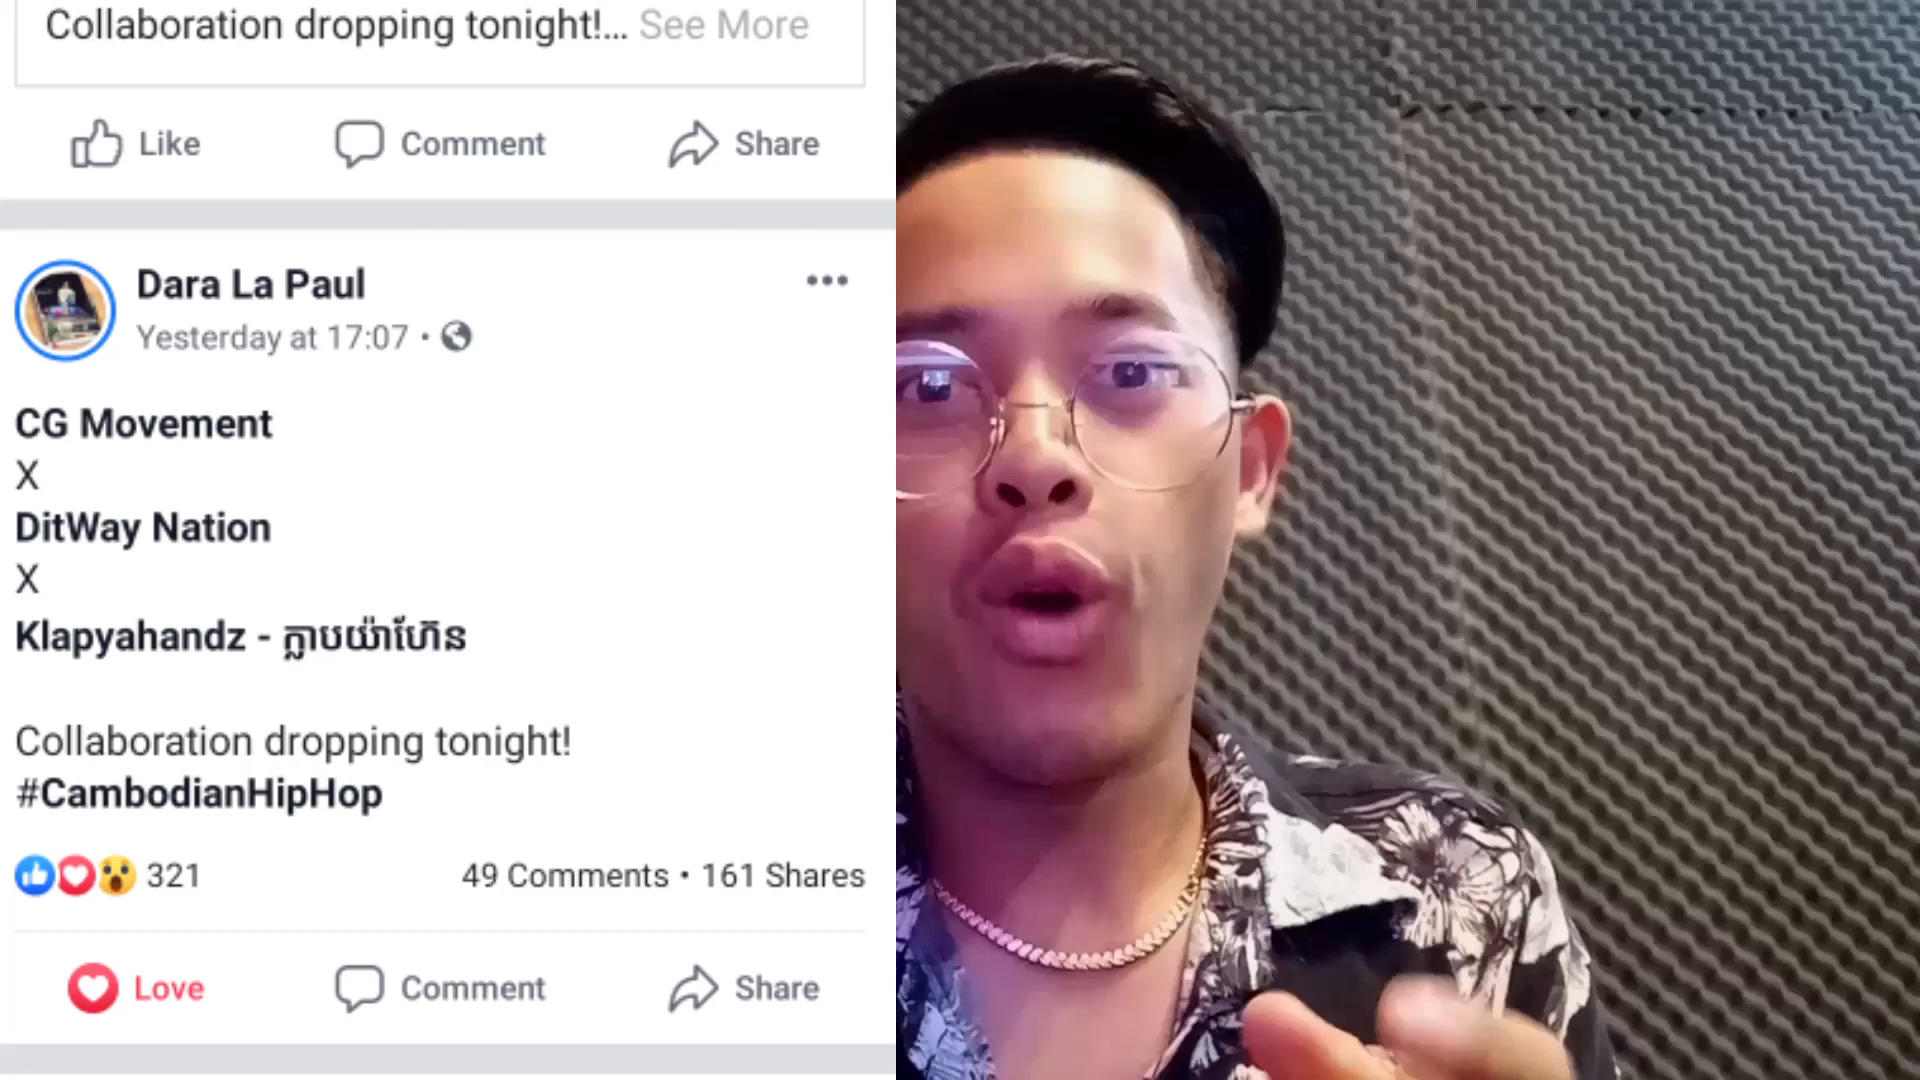 Collaboration dropping tonight!... See More
Like Comment Share
Dara La Paul
Yesterday at 17:07
CG Movement
X
DitWay Nation
X
Klapyahandz - ក្លាបយ៉ាហ៊ែន
Collaboration dropping tonight!
#CambodianHipHop
321 49 Comments • 161 Shares
Love Comment Share